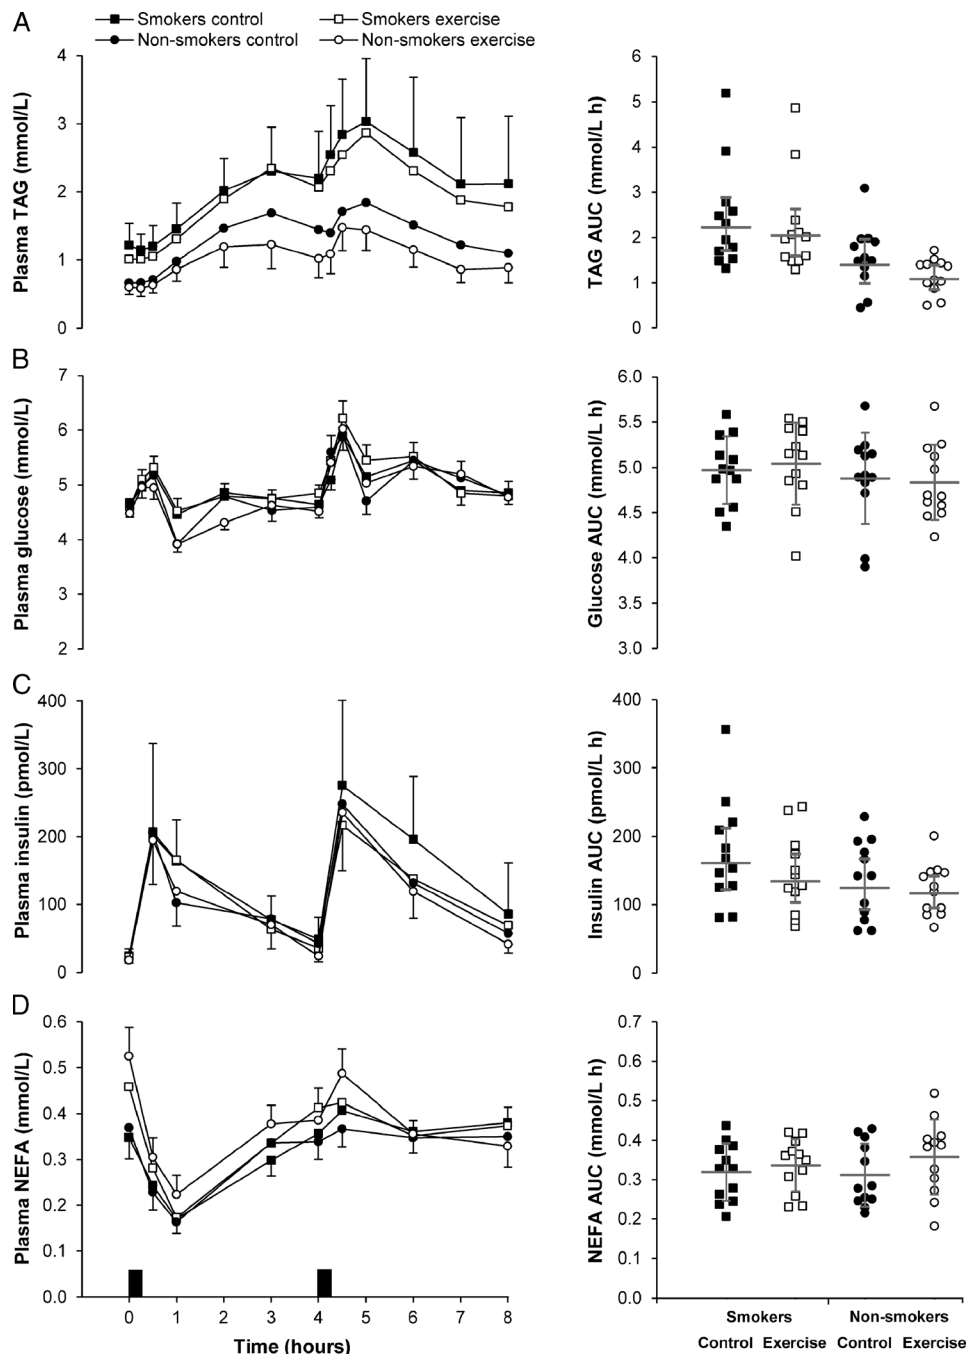 A
Smokers control
Smokers exercise
Non-smokers control
Non-smokers exercise
4
3
2
1
0
Plasma TAG (mmol/L)
6
5
4
3
2
1
0
TAG AUC (mmol/L h)
B
7
6
5
4
3
2
Plasma glucose (mmol/L)
6.0
5.5
5.0
4.5
4.0
3.5
3.0
Glucose AUC (mmol/L h)
C
400
300
200
100
0
Plasma insulin (pmol/L)
400
300
200
100
0
Insulin AUC (pmol/L h)
D
0.6
0.5
0.4
0.3
0.2
0.1
0.0
Plasma NEFA (mmol/L)
0 1 2 3 4 5 6 7 8
Time (hours)
0.7
0.6
0.5
0.4
0.3
0.2
0.1
0.0
NEFA AUC (mmol/L h)
Smokers Non-smokers
Control Exercise Control Exercise